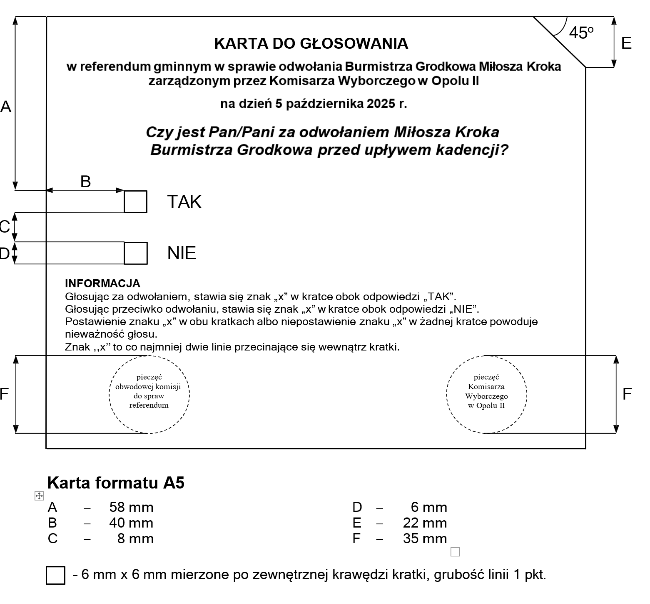 KARTA DO GŁOSOWANIA
45º
E
w referendum gminnym w sprawie odwołania Burmistrza Grodkowa Miłosza Kroka
zarządzonym przez Komisarza Wyborczego w Opolu II
na dzień 5 października 2025 r.
A
Czy jest Pan/Pani za odwołaniem Miłosza Kroka
Burmistrza Grodkowa przed upływem kadencji?
B
TAK
C
D
NIE
INFORMACJA
Głosując za odwołaniem, stawia się znak „x” w kratce obok odpowiedzi „TAK”.
Głosując przeciwko odwołaniu, stawia się znak „x” w kratce obok odpowiedzi „NIE”.
Postawienie znaku „x” w obu kratkach albo niepostawienie znaku „x” w żadnej kratce powoduje
nieważność głosu.
Znak ,,x” to co najmniej dwie linie przecinające się wewnątrz kratki.
F
pieczęć
obwodowej komisji
do spraw
referendum
pieczęć
Komisarza
Wyborczego
w Opolu II
F
Karta formatu A5
A – 58 mm
B – 40 mm
C – 8 mm
D – 6 mm
E – 22 mm
F – 35 mm
- 6 mm x 6 mm mierzone po zewnętrznej krawędzi kratki, grubość linii 1 pkt.